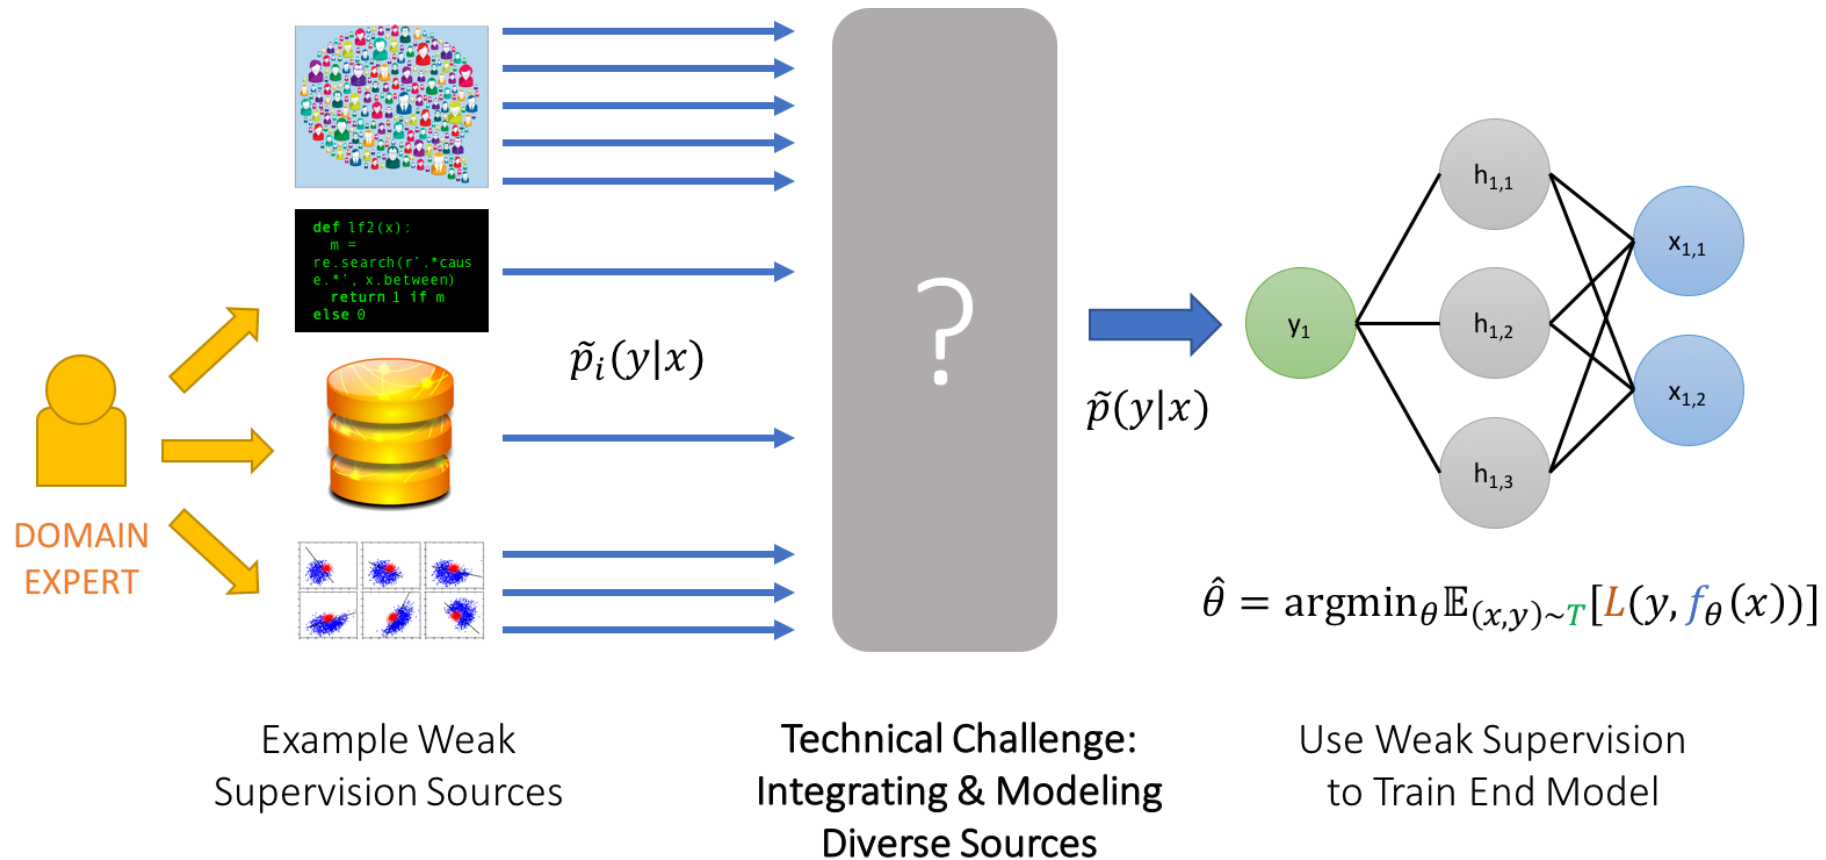 def lf2(x):
m =
re.search(r'.*caus
e.*', x.between)
return 1 if m
else 0
DOMAIN
EXPERT
p̃ᵢ(y|x)
?
p̃(y|x)
y₁
h₁,₁
h₁,₂
h₁,₃
x₁,₁
x₁,₂
θ̂ = argmin_θ 𝔼_(x,y)~T[L(y, f_θ(x))]
Example Weak
Supervision Sources
Technical Challenge:
Integrating & Modeling
Diverse Sources
Use Weak Supervision
to Train End Model